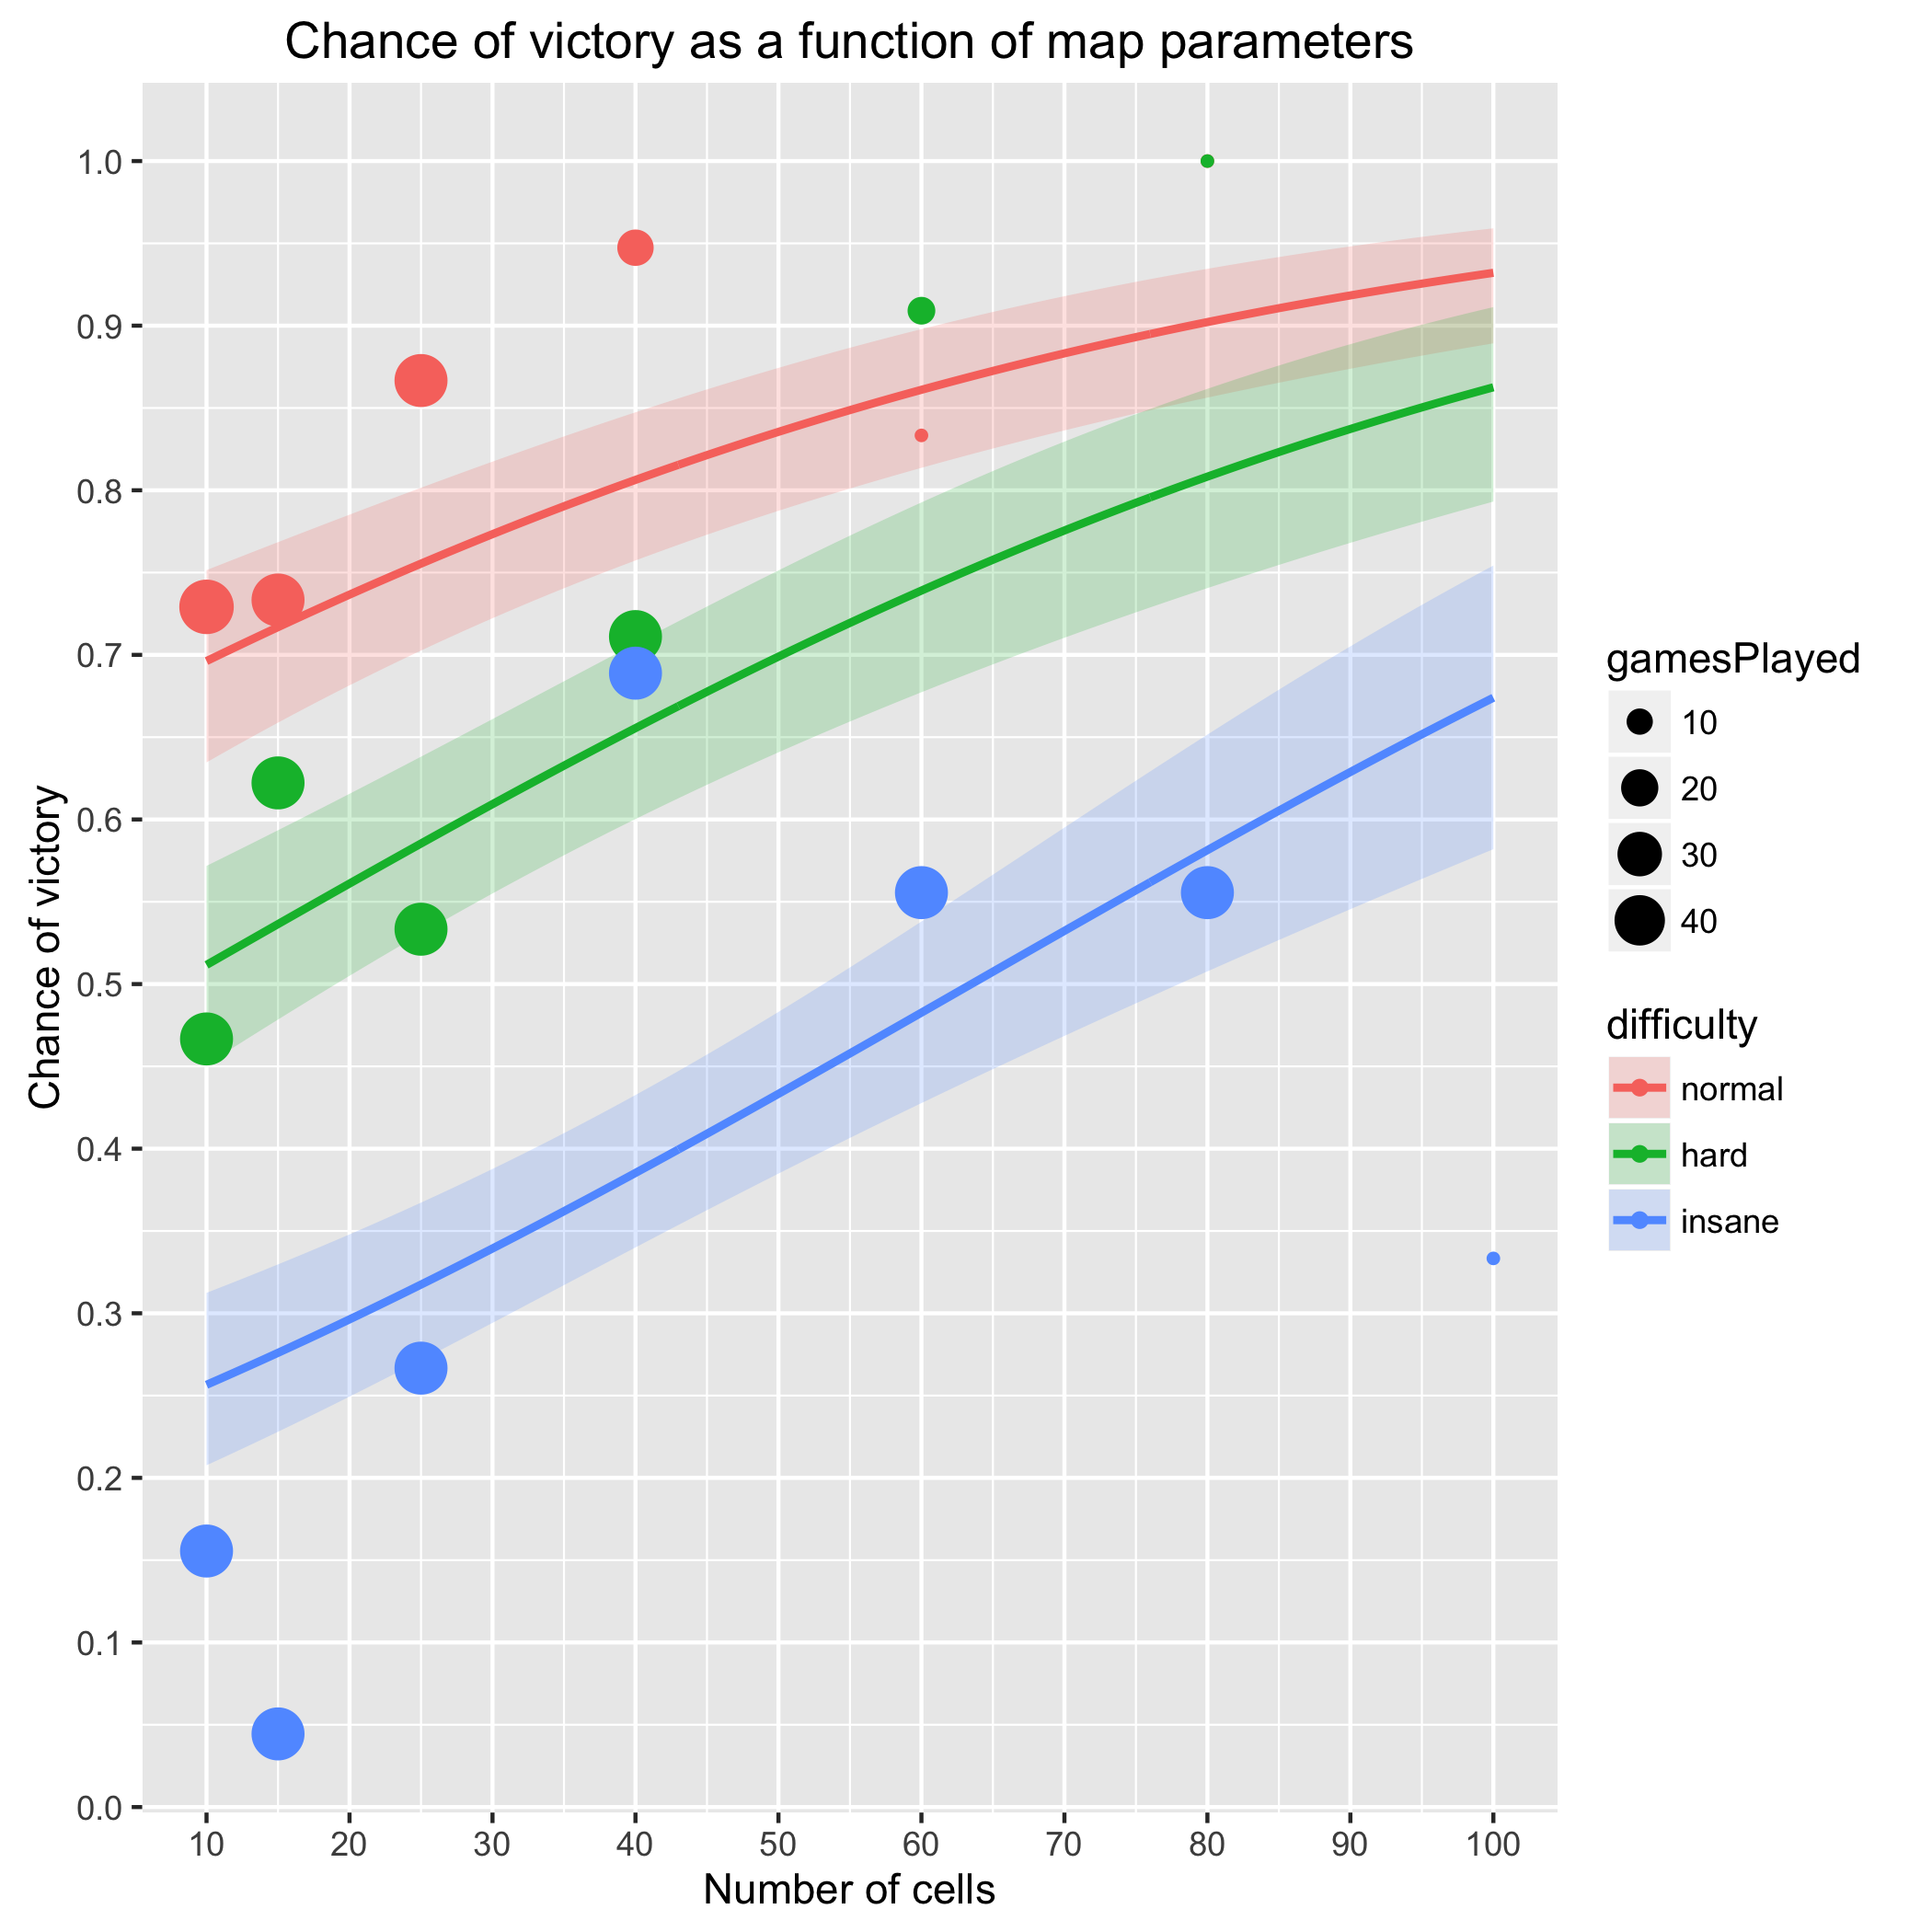 Chance of victory as a function of map parameters
Chance of victory
1.0
0.9
0.8
0.7
0.6
0.5
0.4
0.3
0.2
0.1
0.0
10 20 30 40 50 60 70 80 90 100
Number of cells
gamesPlayed
10
20
30
40
difficulty
normal
hard
insane